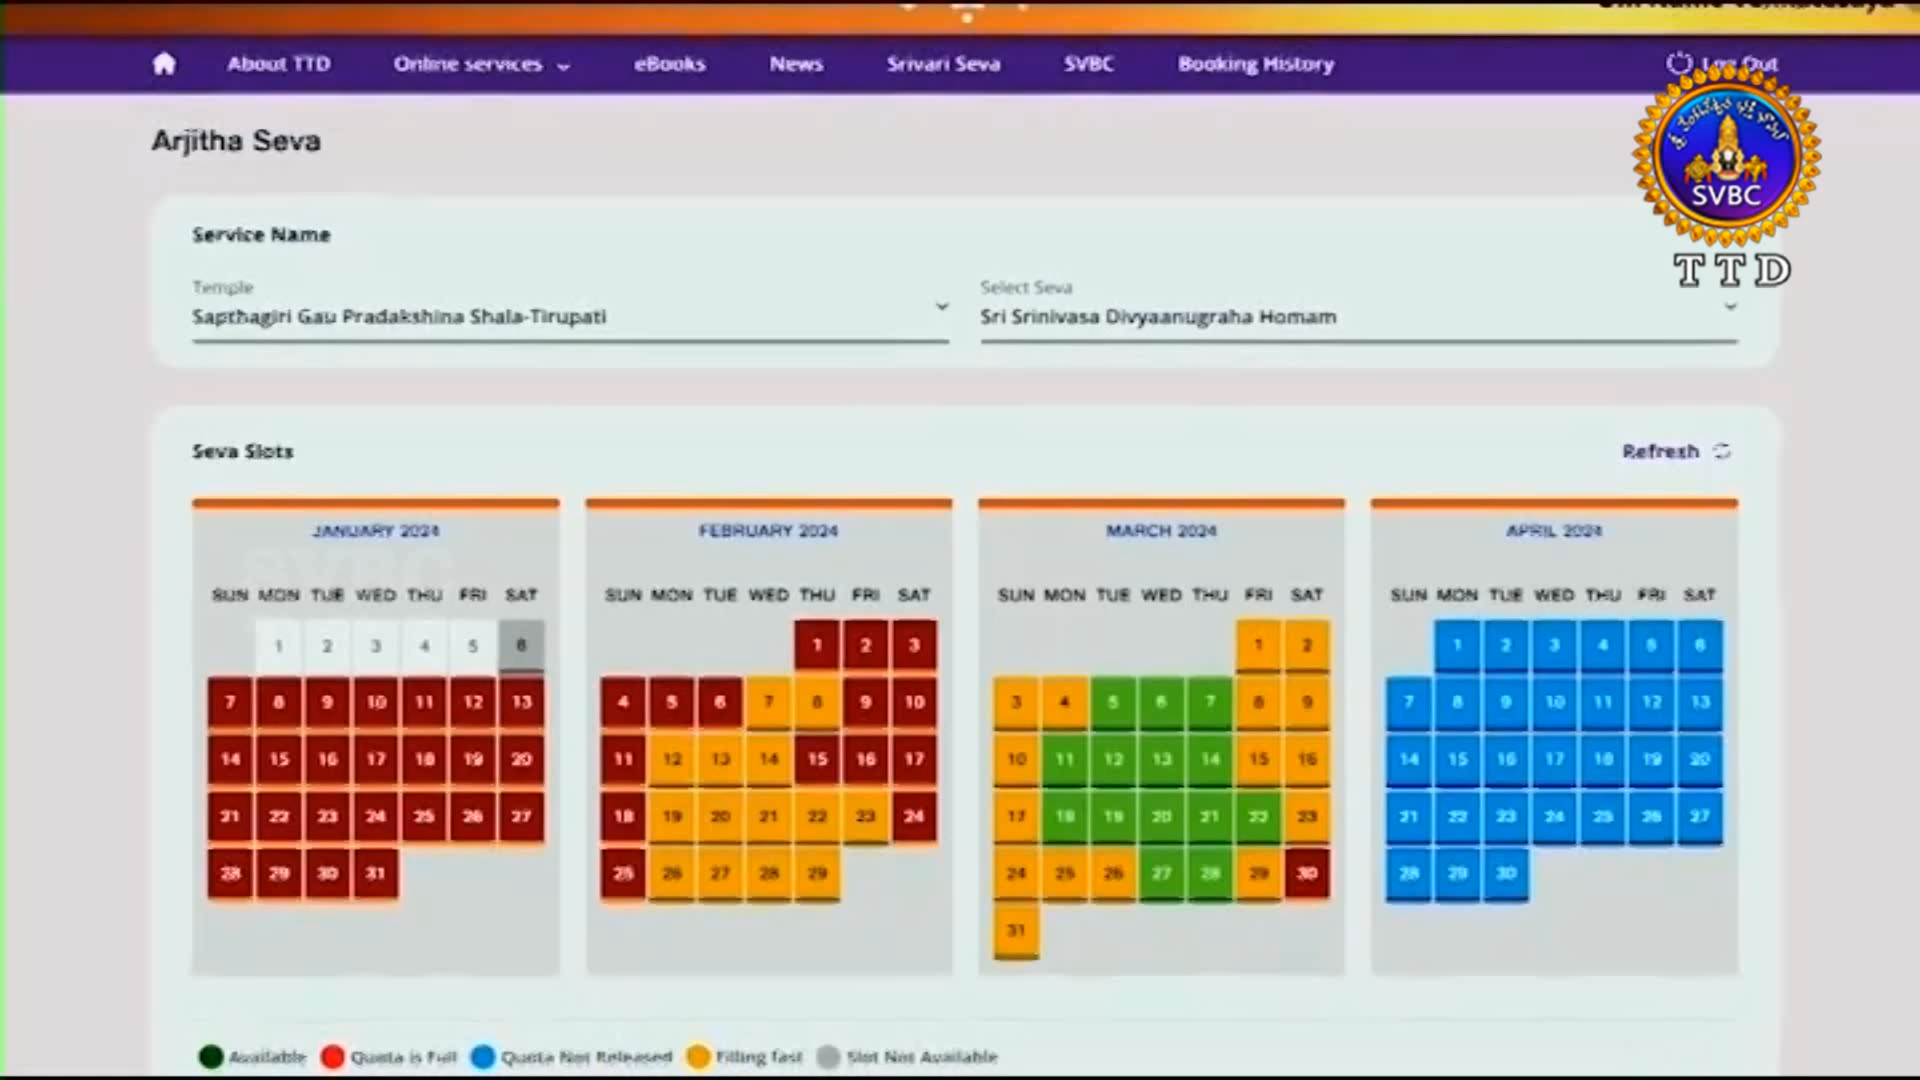 About TTD Online services eBooks News Srivari Seva SVBC Booking History Log Out
Arjitha Seva
SVBC
TTD
Service Name
Temple Select Seva
Sapthagiri Gau Pradakshina Shala-Tirupati Sri Srinivasa Divyaanugraha Homam
Seva Slots Refresh
JANUARY 2024 FEBRUARY 2024 MARCH 2024 APRIL 2024
SUN MON TUE WED THU FRI SAT SUN MON TUE WED THU FRI SAT SUN MON TUE WED THU FRI SAT SUN MON TUE WED THU FRI SAT
1 2 3 4 5 6 1 2 3 1 2 1 2 3 4 5 6
7 8 9 10 11 12 13 4 5 6 7 8 9 10 3 4 5 6 7 8 9 7 8 9 10 11 12 13
14 15 16 17 18 19 20 11 12 13 14 15 16 17 10 11 12 13 14 15 16 14 15 16 17 18 19 20
21 22 23 24 25 26 27 18 19 20 21 22 23 24 17 18 19 20 21 22 23 21 22 23 24 25 26 27
28 29 30 31 25 26 27 28 29 24 25 26 27 28 29 30 28 29 30
31
Available Quota is Full Quota Not Released Filling fast Slot Not Available